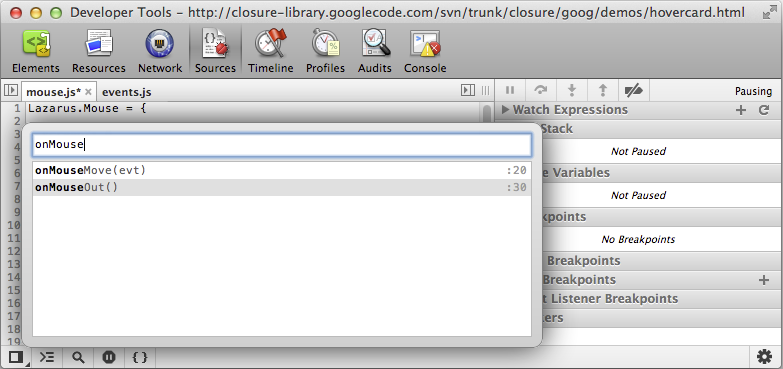 Developer Tools - http://closure-library.googlecode.com/svn/trunk/closure/goog/demos/hovercard.html
Elements Resources Network Sources Timeline Profiles Audits Console
mouse.js* × events.js
Pausing
1 Lazarus.Mouse = {
2
3
4
5
6
7
8
9
10
11
12
13
14
15
16
17
18
19
onMouse
onMouseMove(evt) :20
onMouseOut() :30
Watch Expressions
Stack
Not Paused
Variables
Not Paused
No Breakpoints
Breakpoints
Breakpoints
Listener Breakpoints